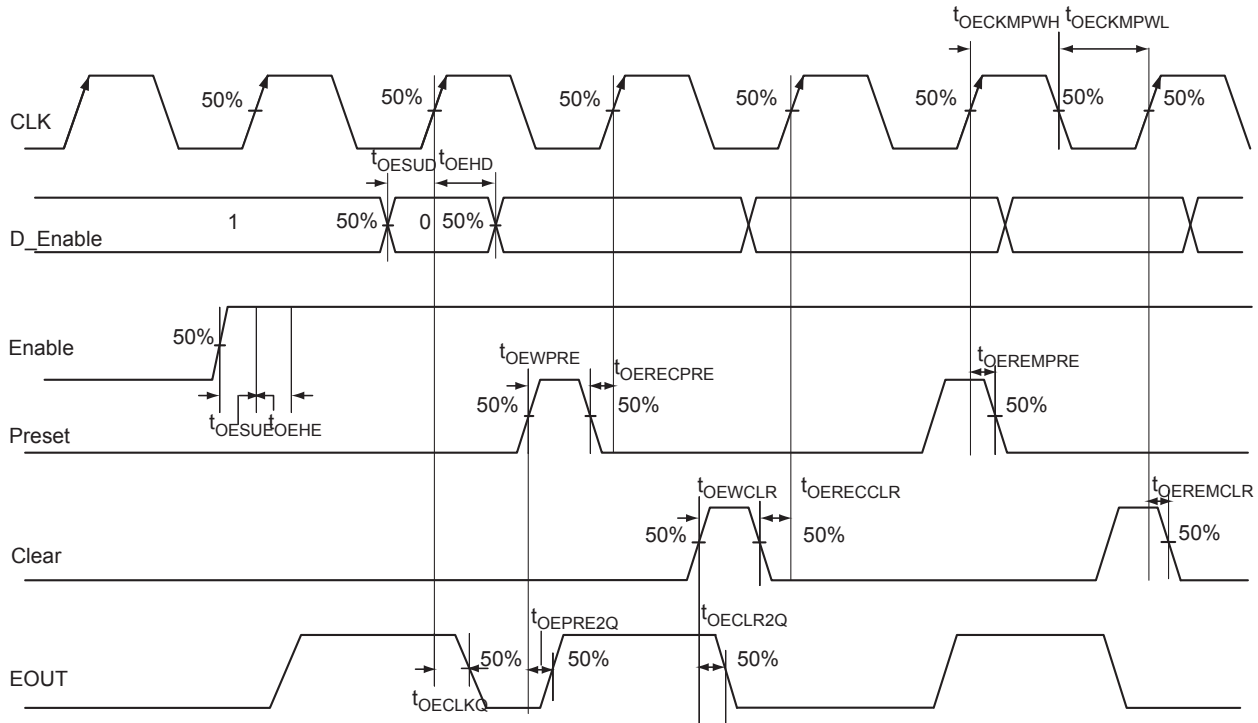 tOECKMPWH tOECKMPWL
50% 50% 50% 50% 50% 50% 50%
CLK
tOESUD tOEHD
1 50% 0 50%
D_Enable
50%
Enable
tOESUE tOEHE
tOEWPRE tOERECPRE tOEREMPRE
50% 50% 50%
Preset
tOEWCLR tOERECCLR tOEREMCLR
50% 50% 50%
Clear
tOEPRE2Q tOECLR2Q
50% 50% 50%
EOUT
tOECLKQ